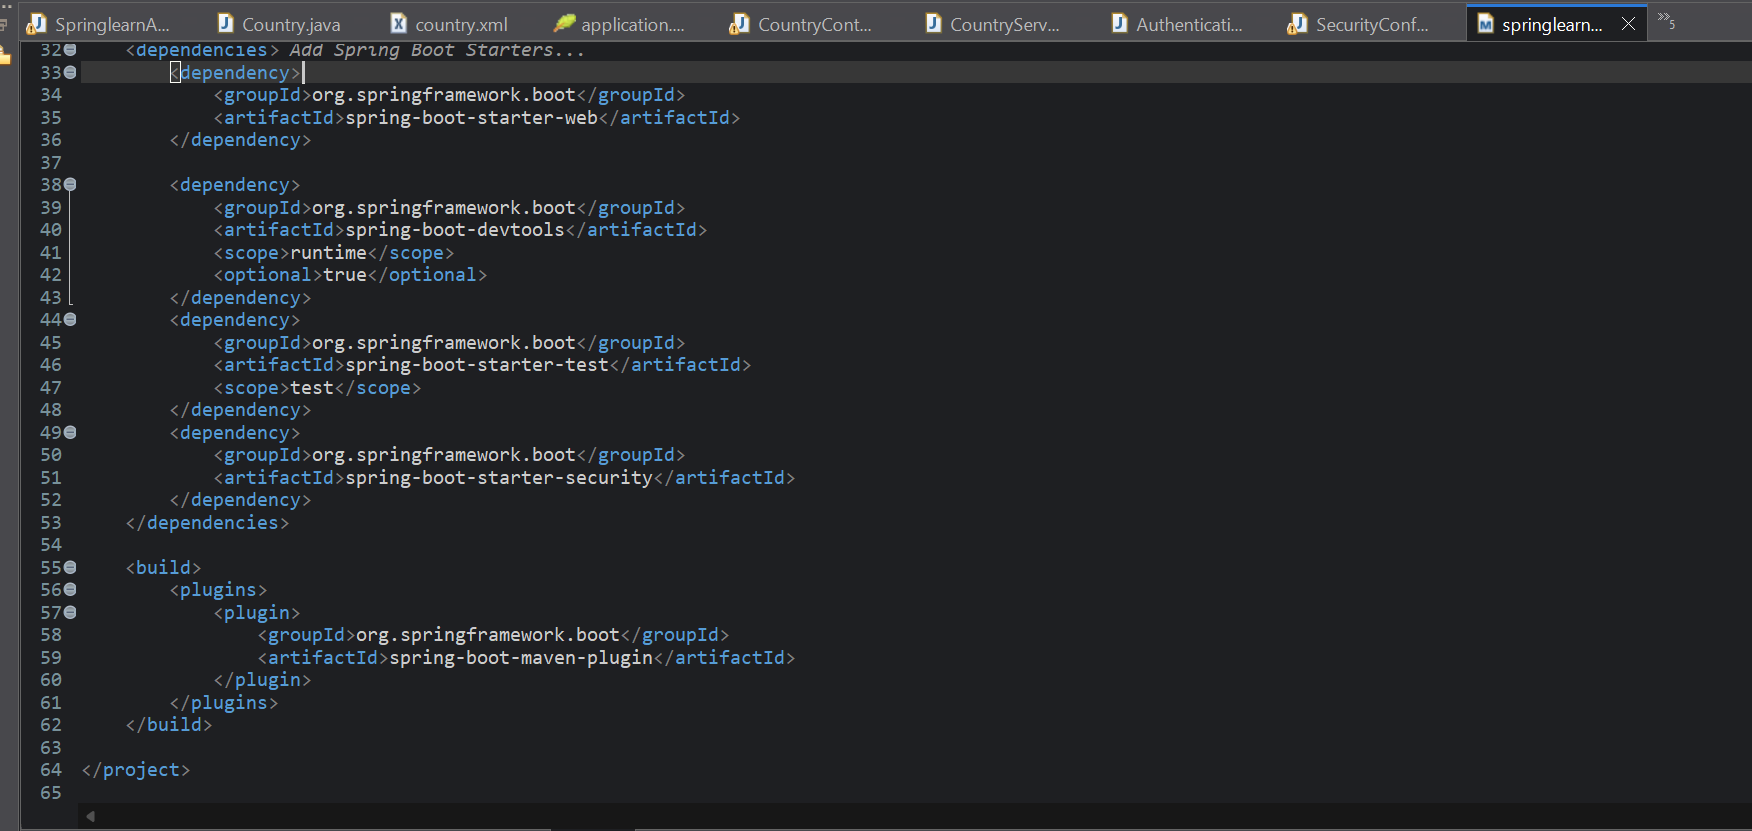 SpringlearnA... Country.java country.xml application.... CountryCont... CountryServ... Authenticati... SecurityConf... springlearn... »5
32 <dependencies> Add Spring Boot Starters...
33 <dependency>
34 <groupId>org.springframework.boot</groupId>
35 <artifactId>spring-boot-starter-web</artifactId>
36 </dependency>
37
38 <dependency>
39 <groupId>org.springframework.boot</groupId>
40 <artifactId>spring-boot-devtools</artifactId>
41 <scope>runtime</scope>
42 <optional>true</optional>
43 </dependency>
44 <dependency>
45 <groupId>org.springframework.boot</groupId>
46 <artifactId>spring-boot-starter-test</artifactId>
47 <scope>test</scope>
48 </dependency>
49 <dependency>
50 <groupId>org.springframework.boot</groupId>
51 <artifactId>spring-boot-starter-security</artifactId>
52 </dependency>
53 </dependencies>
54
55 <build>
56 <plugins>
57 <plugin>
58 <groupId>org.springframework.boot</groupId>
59 <artifactId>spring-boot-maven-plugin</artifactId>
60 </plugin>
61 </plugins>
62 </build>
63
64 </project>
65